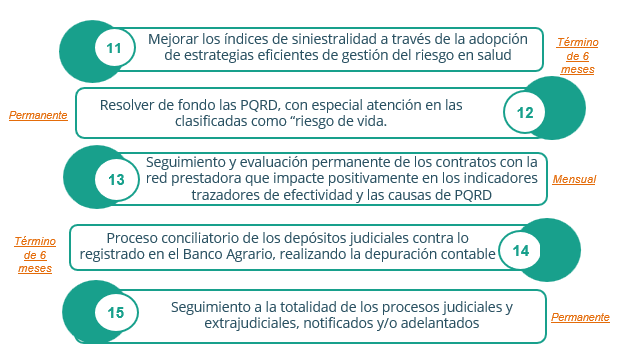 11
Mejorar los índices de siniestralidad a través de la adopción
de estrategias eficientes de gestión del riesgo en salud
Término
de 6
meses
Permanente
Resolver de fondo las PQRD, con especial atención en las
clasificadas como “riesgo de vida.
12
13
Seguimiento y evaluación permanente de los contratos con la
red prestadora que impacte positivamente en los indicadores
trazadores de efectividad y las causas de PQRD
Mensual
Término
de 6
meses
Proceso conciliatorio de los depósitos judiciales contra lo
registrado en el Banco Agrario, realizando la depuración contable
14
15
Seguimiento a la totalidad de los procesos judiciales y
extrajudiciales, notificados y/o adelantados
Permanente